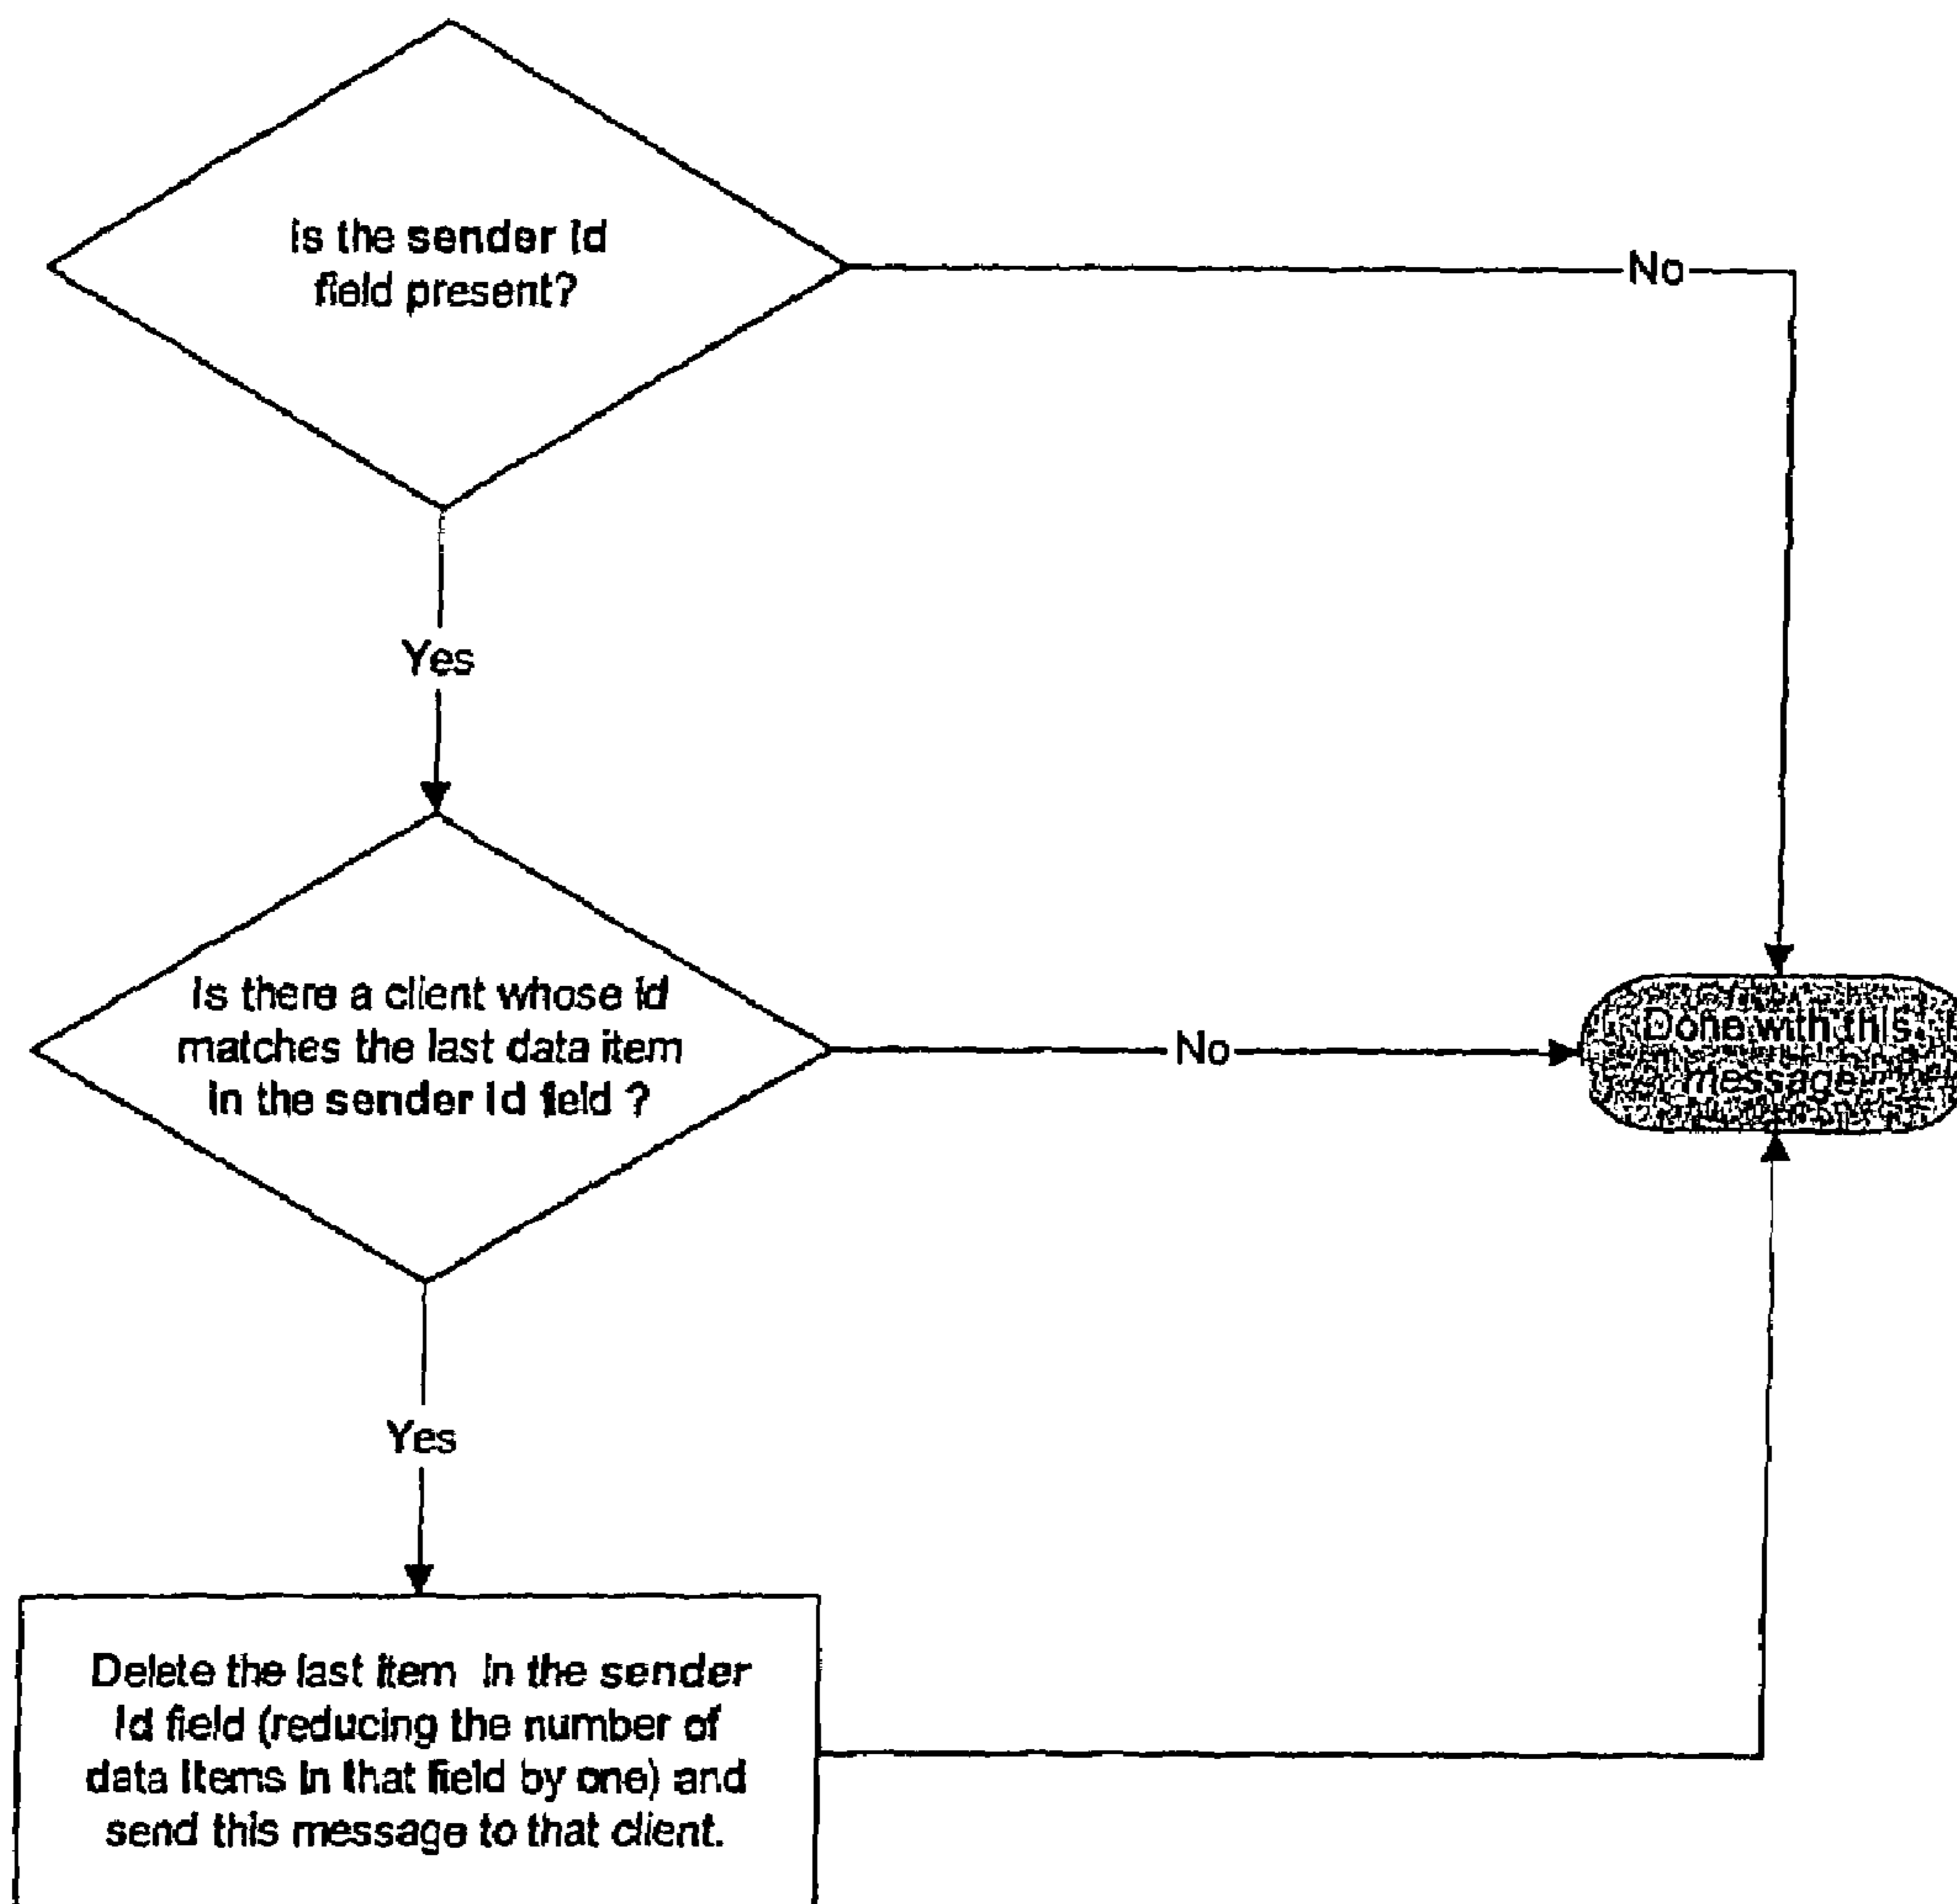 Is the sender id
field present?
No
Yes
Is there a client whose id
matches the last data item
in the sender id field ?
No
Done with this
message
Yes
Delete the last item in the sender
id field (reducing the number of
data items in that field by one) and
send this message to that client.